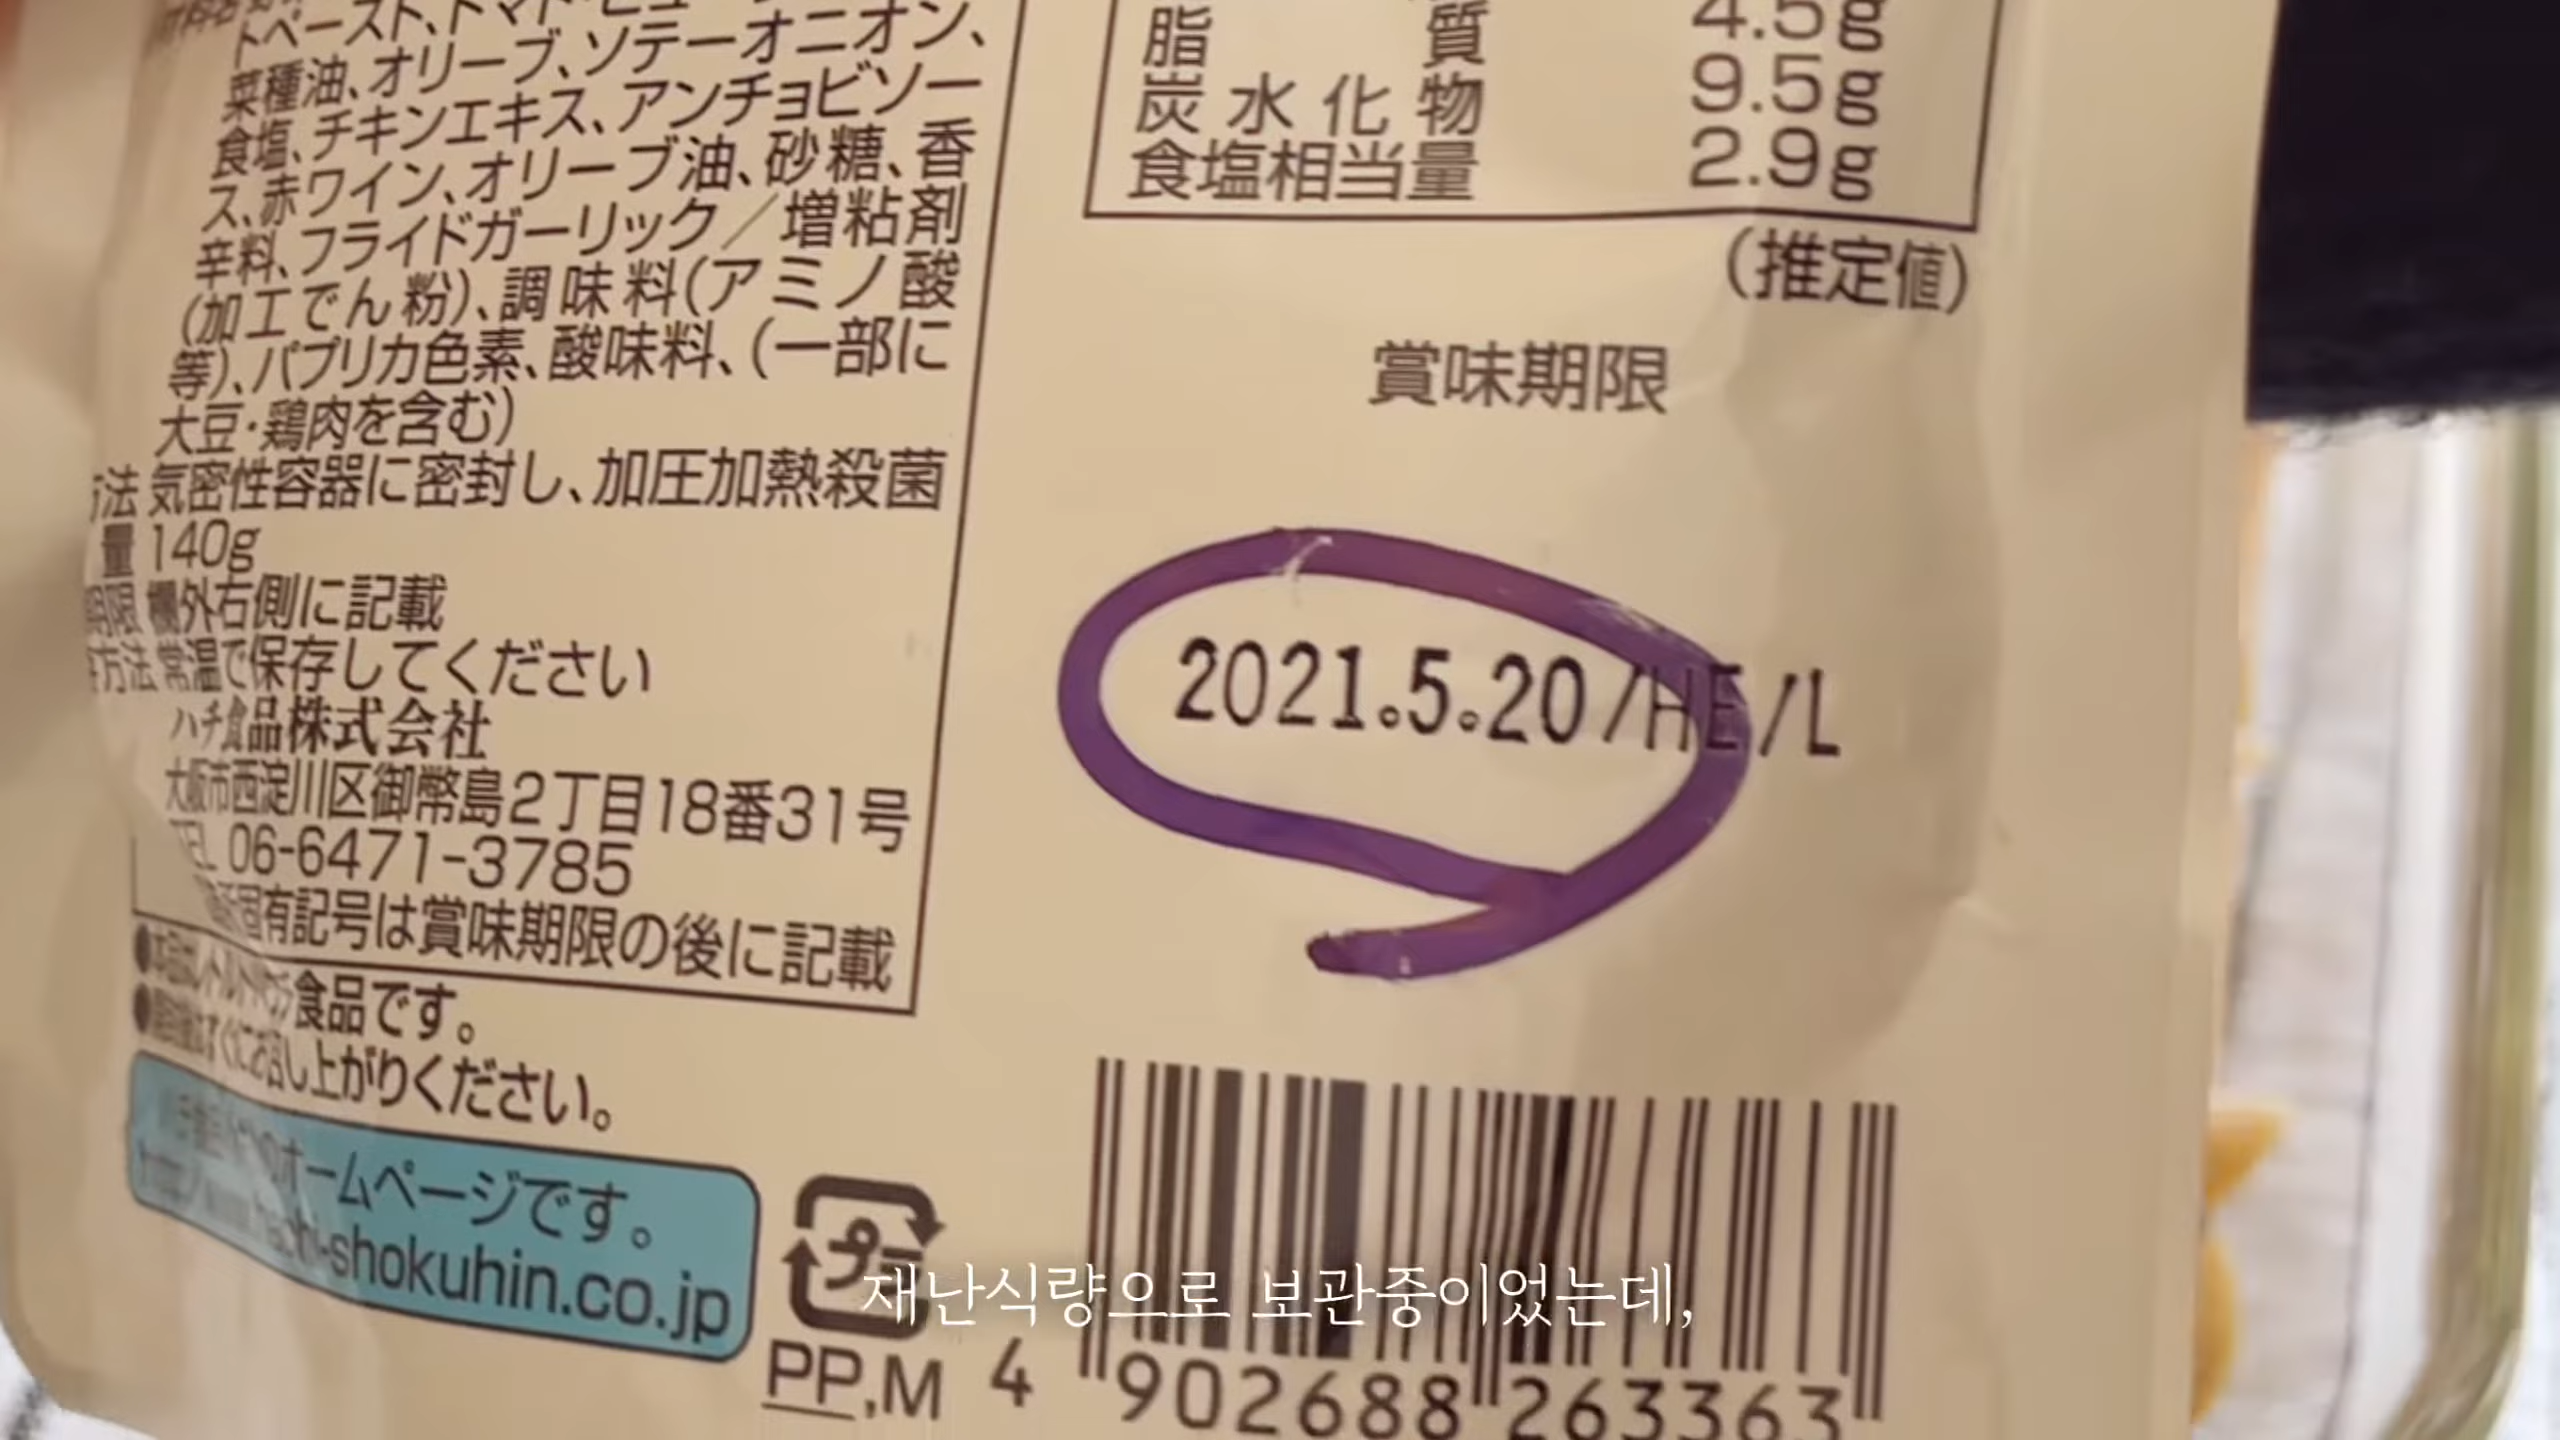 トペースト、トマトピュー
菜種油、オリーブ、ソテーオニオン、
食塩、チキンエキス、アンチョビソー
ス、赤ワイン、オリーブ油、砂糖、香
辛料、フライドガーリック／増粘剤
(加工でん粉)、調味料(アミノ酸
等)、パプリカ色素、酸味料、(一部に
大豆・鶏肉を含む)
方法 気密性容器に密封し、加圧加熱殺菌
量 140g
期限 欄外右側に記載
方法 常温で保存してください
ハチ食品株式会社
大阪市西淀川区御幣島2丁目18番31号
TEL 06-6471-3785
固有記号は賞味期限の後に記載
食品です。
し上がりください。
ホームページです。
-shokuhin.co.jp
脂 質 4.5g
炭水化物 9.5g
食塩相当量 2.9g
(推定値)
賞味期限
2021.5.20/HE/L
プラ
PP,M
4 902688 263363
재난식량으로 보관중이었는데,